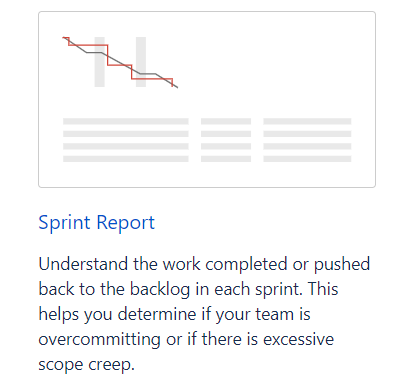 Sprint Report
Understand the work completed or pushed
back to the backlog in each sprint. This
helps you determine if your team is
overcommitting or if there is excessive
scope creep.